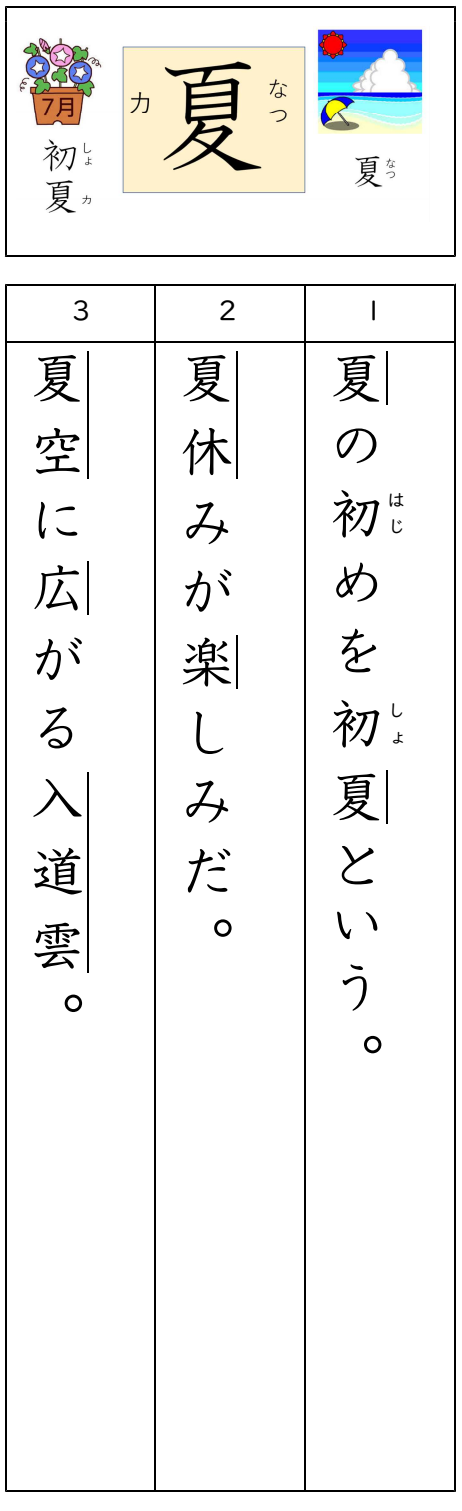 夏
なつ
夏
なつ
カ
7月
初夏
しょ
カ
1
夏の初めを初夏という。
はじ
しょ
2
夏休みが楽しみだ。
3
夏空に広がる入道雲。